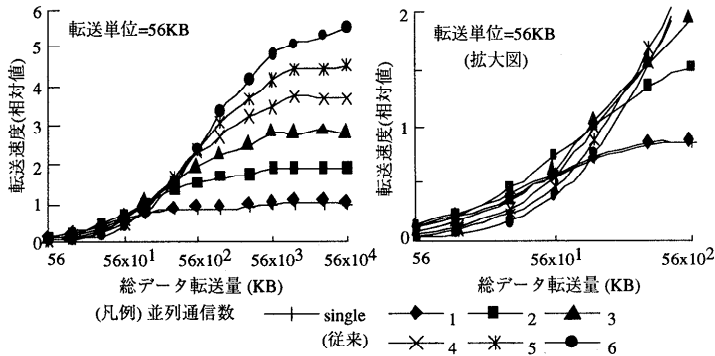 転送単位=56KB
転送速度(相対値)
6
5
4
3
2
1
0
56 56x10¹ 56x10² 56x10³ 56x10⁴
総データ転送量 (KB)
転送単位=56KB
(拡大図)
転送速度(相対値)
2
1
0
56 56x10¹ 56x10²
総データ転送量 (KB)
(凡例) 並列通信数 single 1 2 3
(従来) 4 5 6